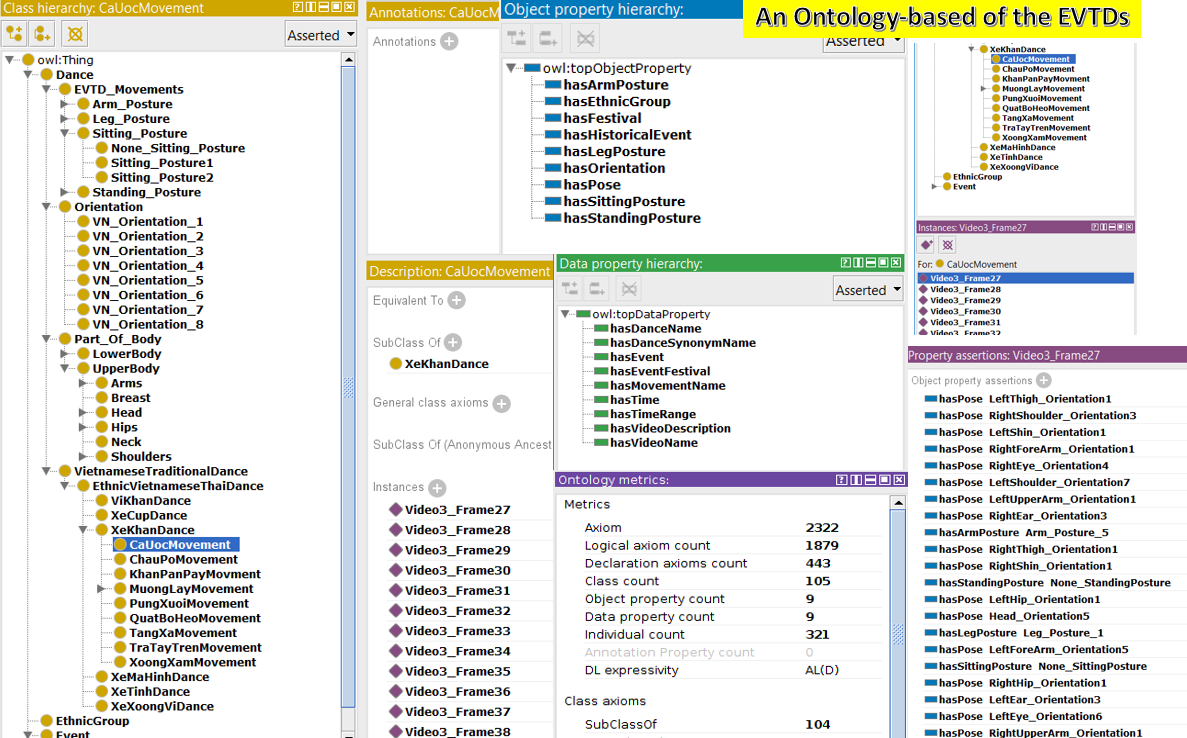 An Ontology-based of the EVTDs
Class hierarchy: CaUocMovement
Asserted
owl:Thing
Dance
EVTD_Movements
Arm_Posture
Leg_Posture
Sitting_Posture
None_Sitting_Posture
Sitting_Posture1
Sitting_Posture2
Standing_Posture
Orientation
VN_Orientation_1
VN_Orientation_2
VN_Orientation_3
VN_Orientation_4
VN_Orientation_5
VN_Orientation_6
VN_Orientation_7
VN_Orientation_8
Part_Of_Body
LowerBody
UpperBody
Arms
Breast
Head
Hips
Neck
Shoulders
VietnameseTraditionalDance
EthnicVietnameseThaiDance
ViKhanDance
XeCupDance
XeKhanDance
CaUocMovement
ChauPoMovement
KhanPanPayMovment
MuongLayMovement
PungXuoiMovement
QuatBoHeoMovement
TangXaMovement
TraTayTrenMovement
XoongXamMovement
XeMaHinhDance
XeTinhDance
XeXoongViDance
EthnicGroup
Event
Annotations: CaUocM
Annotations
Description: CaUocMovement
Equivalent To
SubClass Of
XeKhanDance
General class axioms
SubClass Of (Anonymous Ancest
Instances
Video3_Frame27
Video3_Frame28
Video3_Frame29
Video3_Frame30
Video3_Frame31
Video3_Frame32
Video3_Frame33
Video3_Frame34
Video3_Frame35
Video3_Frame36
Video3_Frame37
Video3_Frame38
Object property hierarchy:
Asserted
owl:topObjectProperty
hasArmPosture
hasEthnicGroup
hasFestival
hasHistoricalEvent
hasLegPosture
hasOrientation
hasPose
hasSittingPosture
hasStandingPosture
Data property hierarchy:
Asserted
owl:topDataProperty
hasDanceName
hasDanceSynonymName
hasEvent
hasEventFestival
hasMovementName
hasTime
hasTimeRange
hasVideoDescription
hasVideoName
Ontology metrics:
Metrics
Axiom 2322
Logical axiom count 1879
Declaration axioms count 443
Class count 105
Object property count 9
Data property count 9
Individual count 321
Annotation Property count 0
DL expressivity AL(D)
Class axioms
SubClassOf 104
XeKhanDance
CaUocMovement
ChauPoMovement
KhanPanPayMovment
MuongLayMovement
PungXuoiMovement
QuatBoHeoMovement
TangXaMovement
TraTayTrenMovement
XoongXamMovement
XeMaHinhDance
XeTinhDance
XeXoongViDance
EthnicGroup
Event
Instances: Video3_Frame27
For: CaUocMovement
Video3_Frame27
Video3_Frame28
Video3_Frame29
Video3_Frame30
Video3_Frame31
Video3_Frame32
Property assertions: Video3_Frame27
Object property assertions
hasPose LeftThigh_Orientation1
hasPose RightShoulder_Orientation3
hasPose LeftShin_Orientation1
hasPose RightForeArm_Orientation1
hasPose RightEye_Orientation4
hasPose LeftShoulder_Orientation7
hasPose LeftUpperArm_Orientation1
hasPose RightEar_Orientation3
hasArmPosture Arm_Posture_5
hasPose RightThigh_Orientation1
hasPose RightShin_Orientation1
hasStandingPosture None_StandingPosture
hasPose LeftHip_Orientation1
hasPose Head_Orientation5
hasLegPosture Leg_Posture_1
hasPose LeftForeArm_Orientation5
hasSittingPosture None_SittingPosture
hasPose RightHip_Orientation1
hasPose LeftEar_Orientation3
hasPose LeftEye_Orientation6
hasPose RightUpperArm_Orientation1